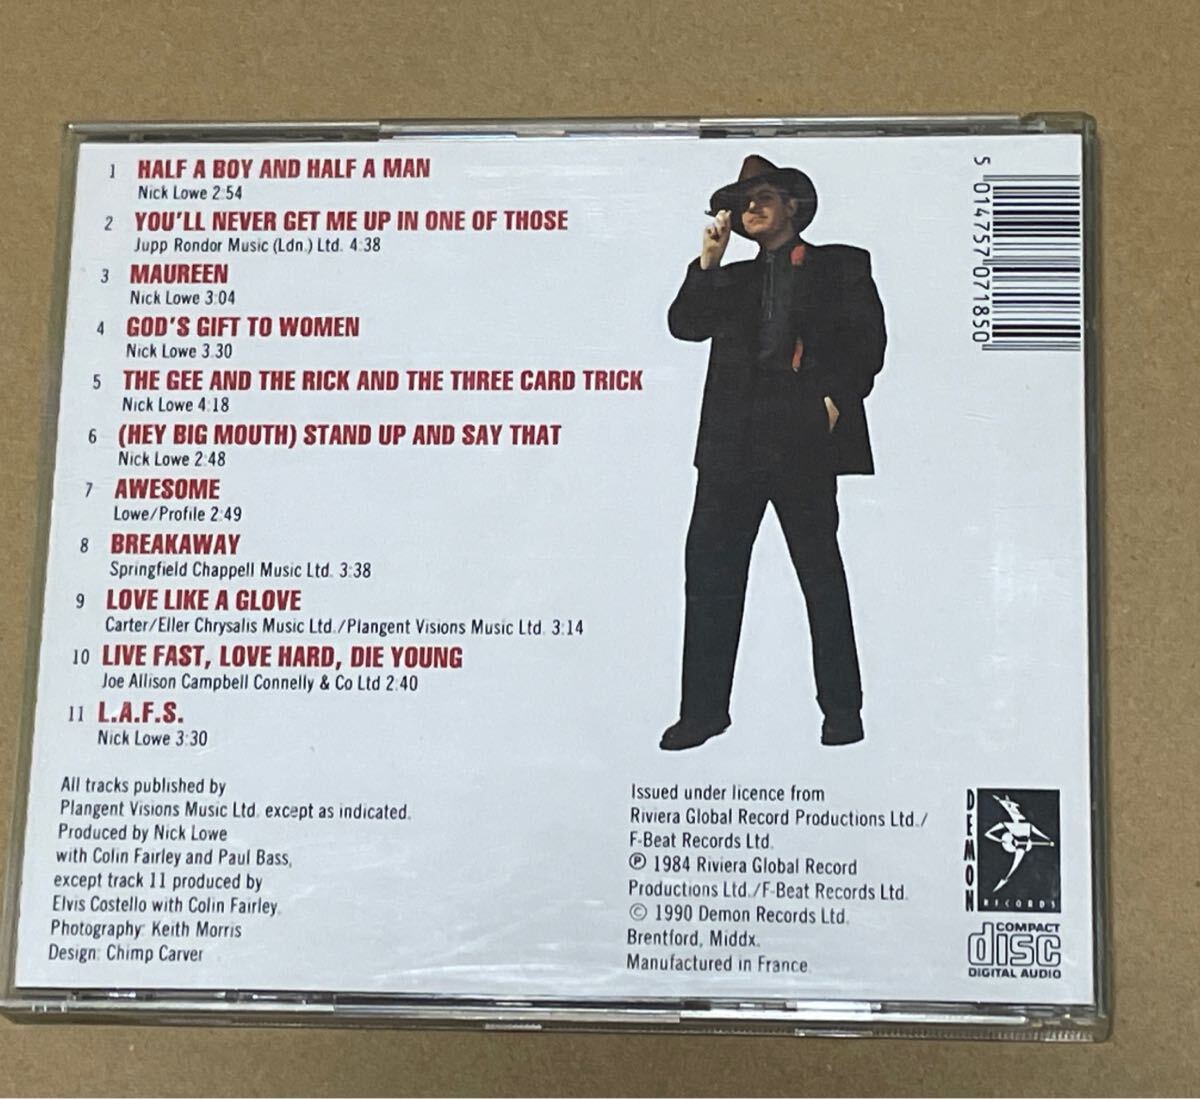 1 HALF A BOY AND HALF A MAN
Nick Lowe 2:54
2 YOU'LL NEVER GET ME UP IN ONE OF THOSE
Jupp Rondor Music (Ldn.) Ltd. 4:38
3 MAUREEN
Nick Lowe 3:04
4 GOD'S GIFT TO WOMEN
Nick Lowe 3.30
5 THE GEE AND THE RICK AND THE THREE CARD TRICK
Nick Lowe 4:18
6 (HEY BIG MOUTH) STAND UP AND SAY THAT
Nick Lowe 2:48
7 AWESOME
Lowe/Profile 2:49
8 BREAKAWAY
Springfield Chappell Music Ltd. 3:38
9 LOVE LIKE A GLOVE
Carter/Eller Chrysalis Music Ltd./Plangent Visions Music Ltd. 3:14
10 LIVE FAST, LOVE HARD, DIE YOUNG
Joe Allison Campbell Connelly & Co Ltd 2:40
11 L.A.F.S.
Nick Lowe 3:30
All tracks published by
Plangent Visions Music Ltd. except as indicated.
Produced by Nick Lowe
with Colin Fairley and Paul Bass,
except track 11 produced by
Elvis Costello with Colin Fairley.
Photography: Keith Morris
Design: Chimp Carver
Issued under licence from
Riviera Global Record Productions Ltd./
F-Beat Records Ltd.
℗ 1984 Riviera Global Record
Productions Ltd./F-Beat Records Ltd.
© 1990 Demon Records Ltd.
Brentford, Middx.
Manufactured in France.
5 014757 071850
DEMON
RECORDS
COMPACT
disc
DIGITAL AUDIO